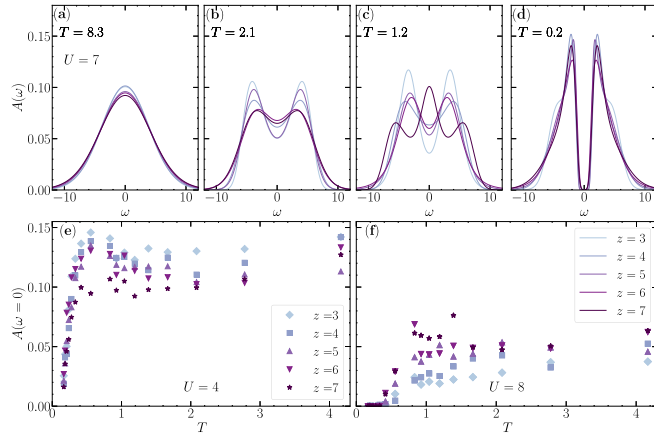 (a) (b) (c) (d)
T = 8.3 T = 2.1 T = 1.2 T = 0.2
U = 7
A(ω)
0.15
0.10
0.05
0.00
−10 0 10 −10 0 10 −10 0 10 −10 0 10
ω ω ω ω
(e) (f)
A(ω=0)
0.15
0.10
0.05
0.00
z =3
z =4
z =5
z =6
z =7
U = 4
z = 3
z = 4
z = 5
z = 6
z = 7
U = 8
0 1 2 3 4 0 1 2 3 4
T T